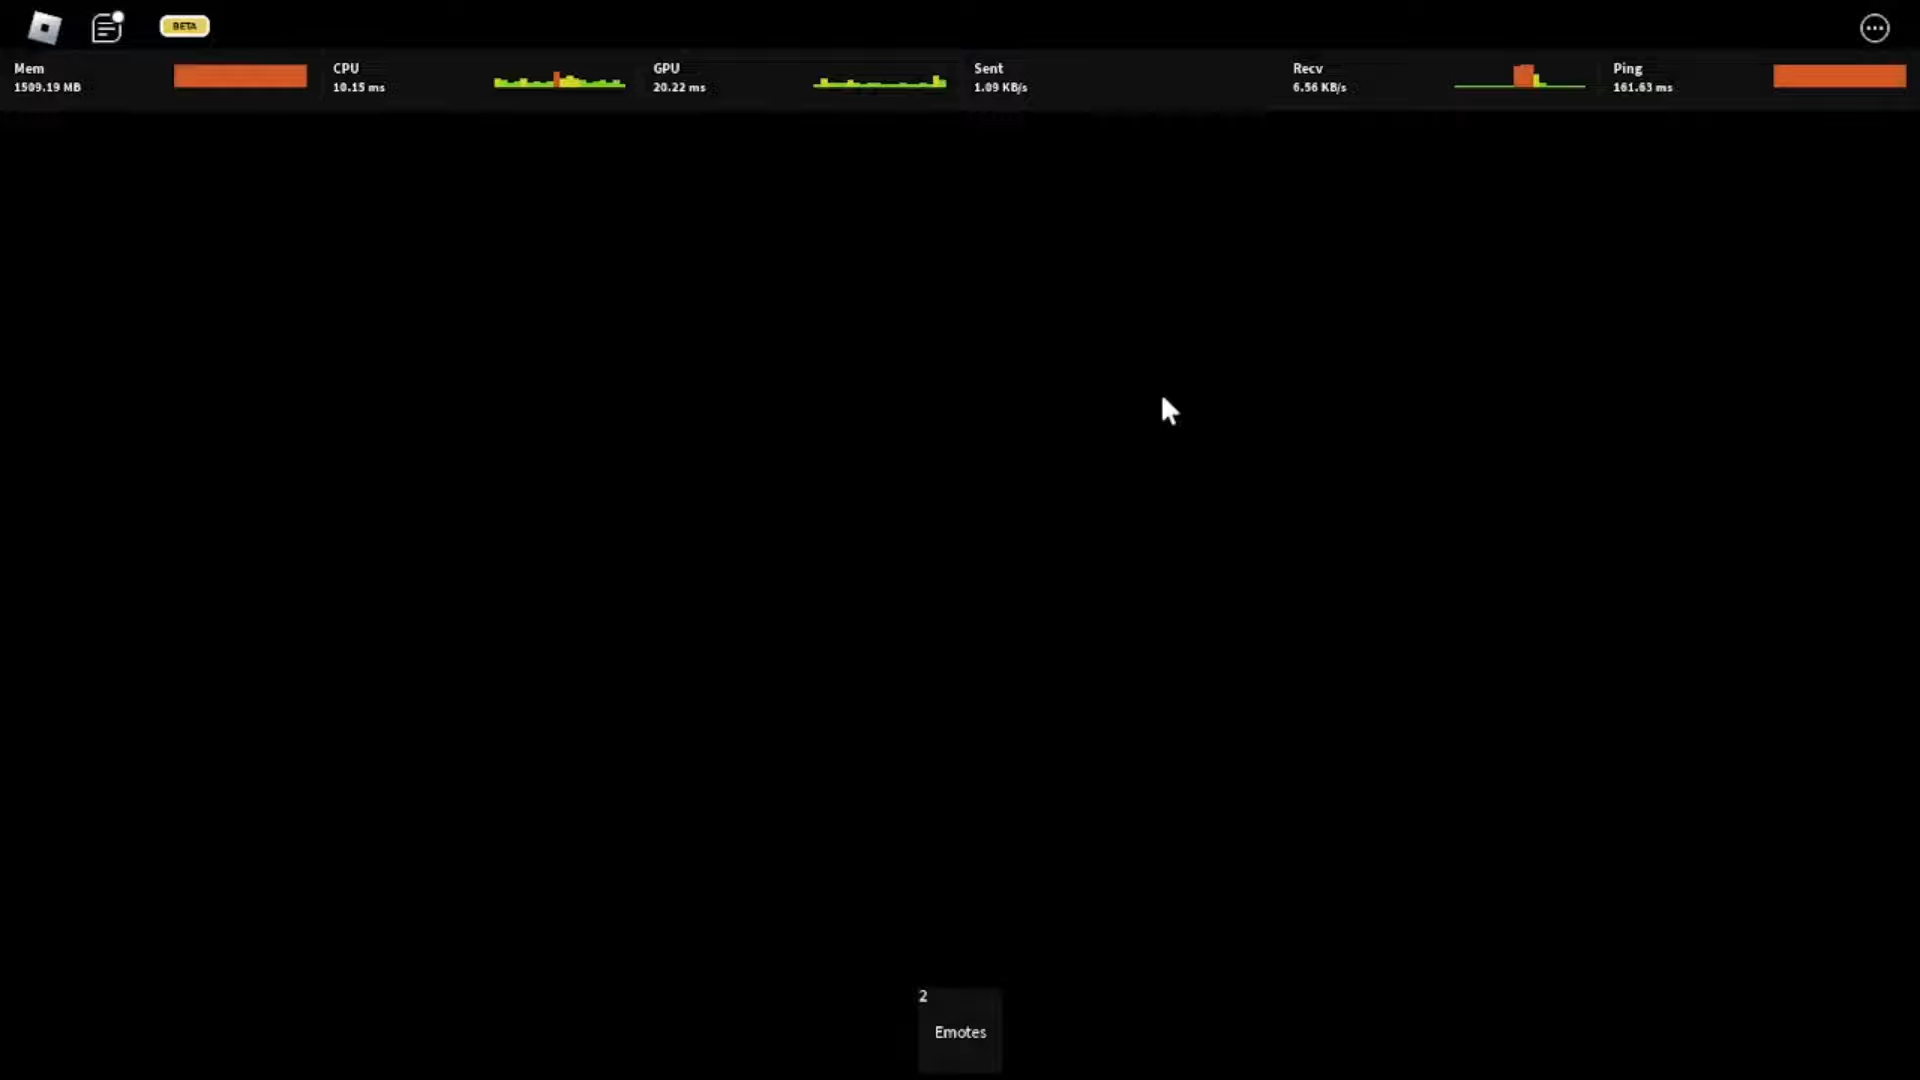 BETA
Mem
1509.19 MB
CPU
10.15 ms
GPU
20.22 ms
Sent
1.09 KB/s
Recv
6.56 KB/s
Ping
161.63 ms
2
Emotes